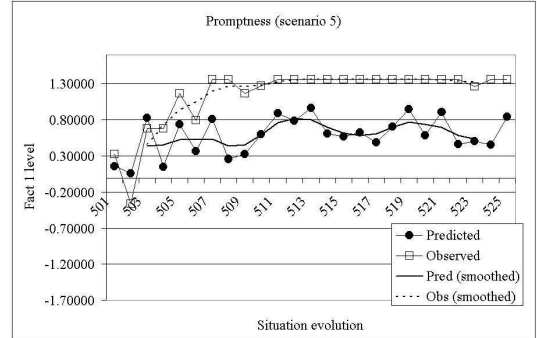 Promptness (scenario 5)
Fact 1 level
1.30000
0.80000
0.30000
-0.20000
-0.70000
-1.20000
-1.70000
501
503
505
507
509
511
513
515
517
519
521
523
525
Predicted
Observed
Pred (smoothed)
Obs (smoothed)
Situation evolution